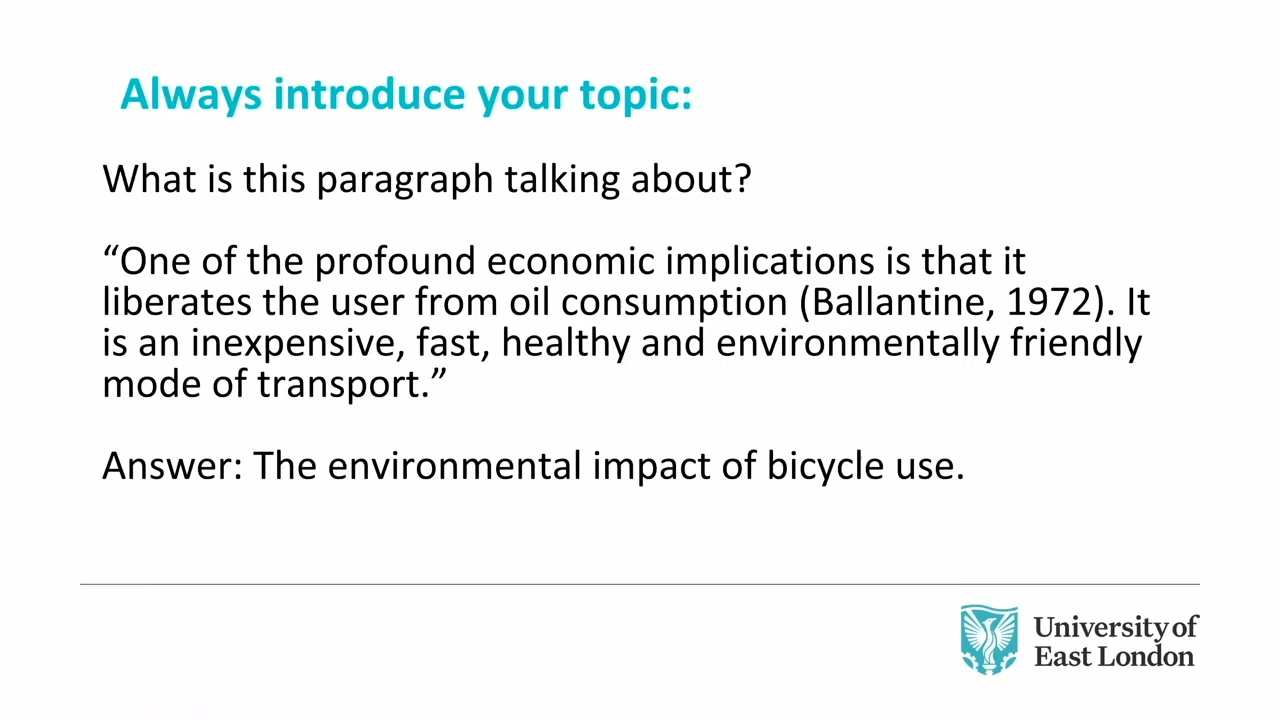 Always introduce your topic:
What is this paragraph talking about?
“One of the profound economic implications is that it
liberates the user from oil consumption (Ballantine, 1972). It
is an inexpensive, fast, healthy and environmentally friendly
mode of transport.”
Answer: The environmental impact of bicycle use.
University of
East London